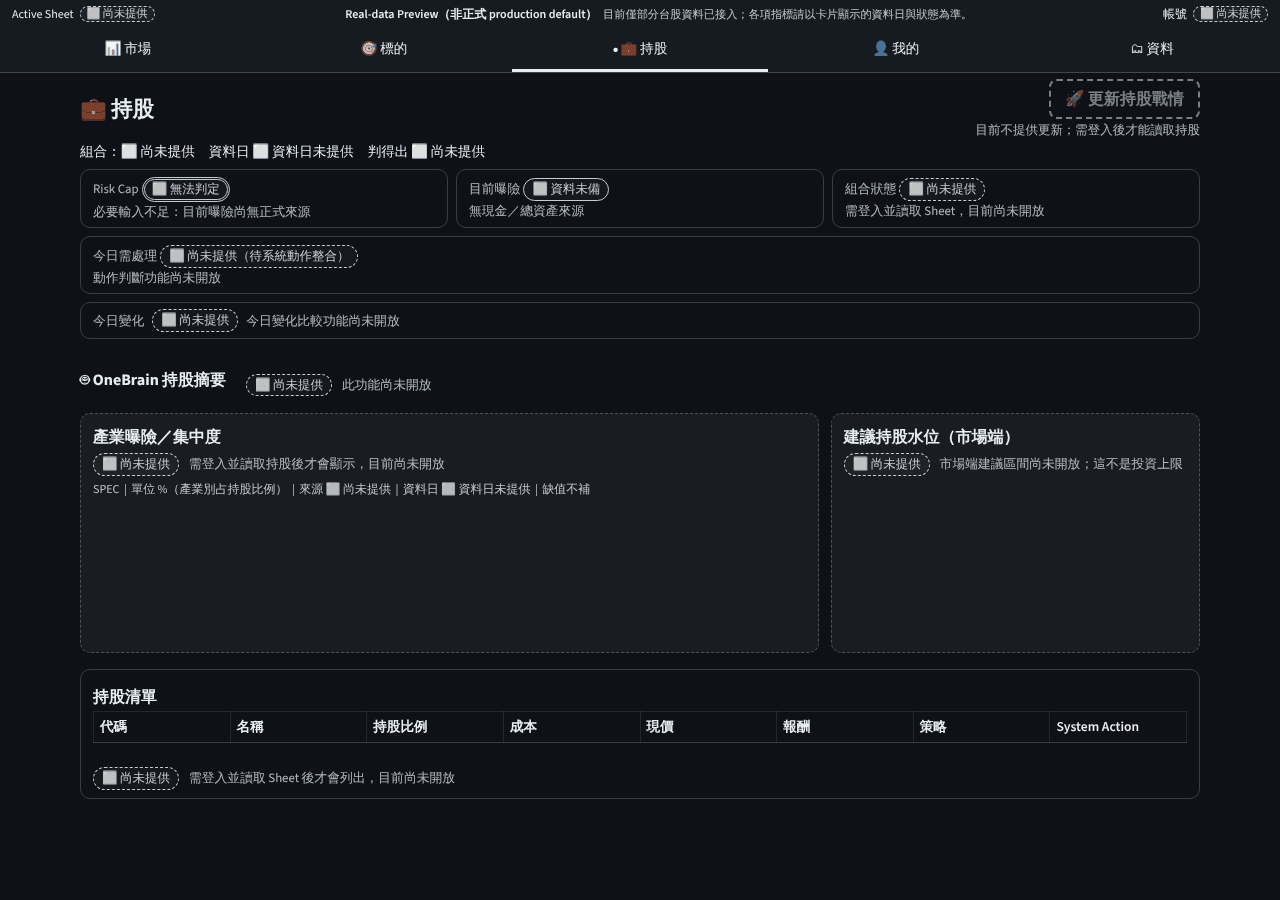 Active Sheet ⬜ 尚未提供 Real-data Preview（非正式 production default） 目前僅部分台股資料已接入；各項指標請以卡片顯示的資料日與狀態為準。 帳號 ⬜ 尚未提供
📊 市場 🎯 標的 • 💼 持股 👤 我的 🗂 資料
💼 持股
🚀 更新持股戰情
目前不提供更新；需登入後才能讀取持股
組合：⬜ 尚未提供 資料日 ⬜ 資料日未提供 判得出 ⬜ 尚未提供
Risk Cap ⬜ 無法判定
必要輸入不足：目前曝險尚無正式來源
目前曝險 ⬜ 資料未備
無現金／總資產來源
組合狀態 ⬜ 尚未提供
需登入並讀取 Sheet，目前尚未開放
今日需處理 ⬜ 尚未提供（待系統動作整合）
動作判斷功能尚未開放
今日變化 ⬜ 尚未提供 今日變化比較功能尚未開放
OneBrain 持股摘要 ⬜ 尚未提供 此功能尚未開放
產業曝險／集中度
⬜ 尚未提供 需登入並讀取持股後才會顯示，目前尚未開放
SPEC｜單位 %（產業別占持股比例）｜來源 ⬜ 尚未提供｜資料日 ⬜ 資料日未提供｜缺值不補
建議持股水位（市場端）
⬜ 尚未提供 市場端建議區間尚未開放；這不是投資上限
持股清單
代碼 名稱 持股比例 成本 現價 報酬 策略 System Action
⬜ 尚未提供 需登入並讀取 Sheet 後才會列出，目前尚未開放